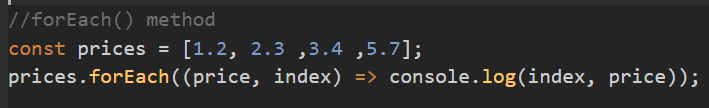 //forEach() method
const prices = [1.2, 2.3 ,3.4 ,5.7];
prices.forEach((price, index) => console.log(index, price));